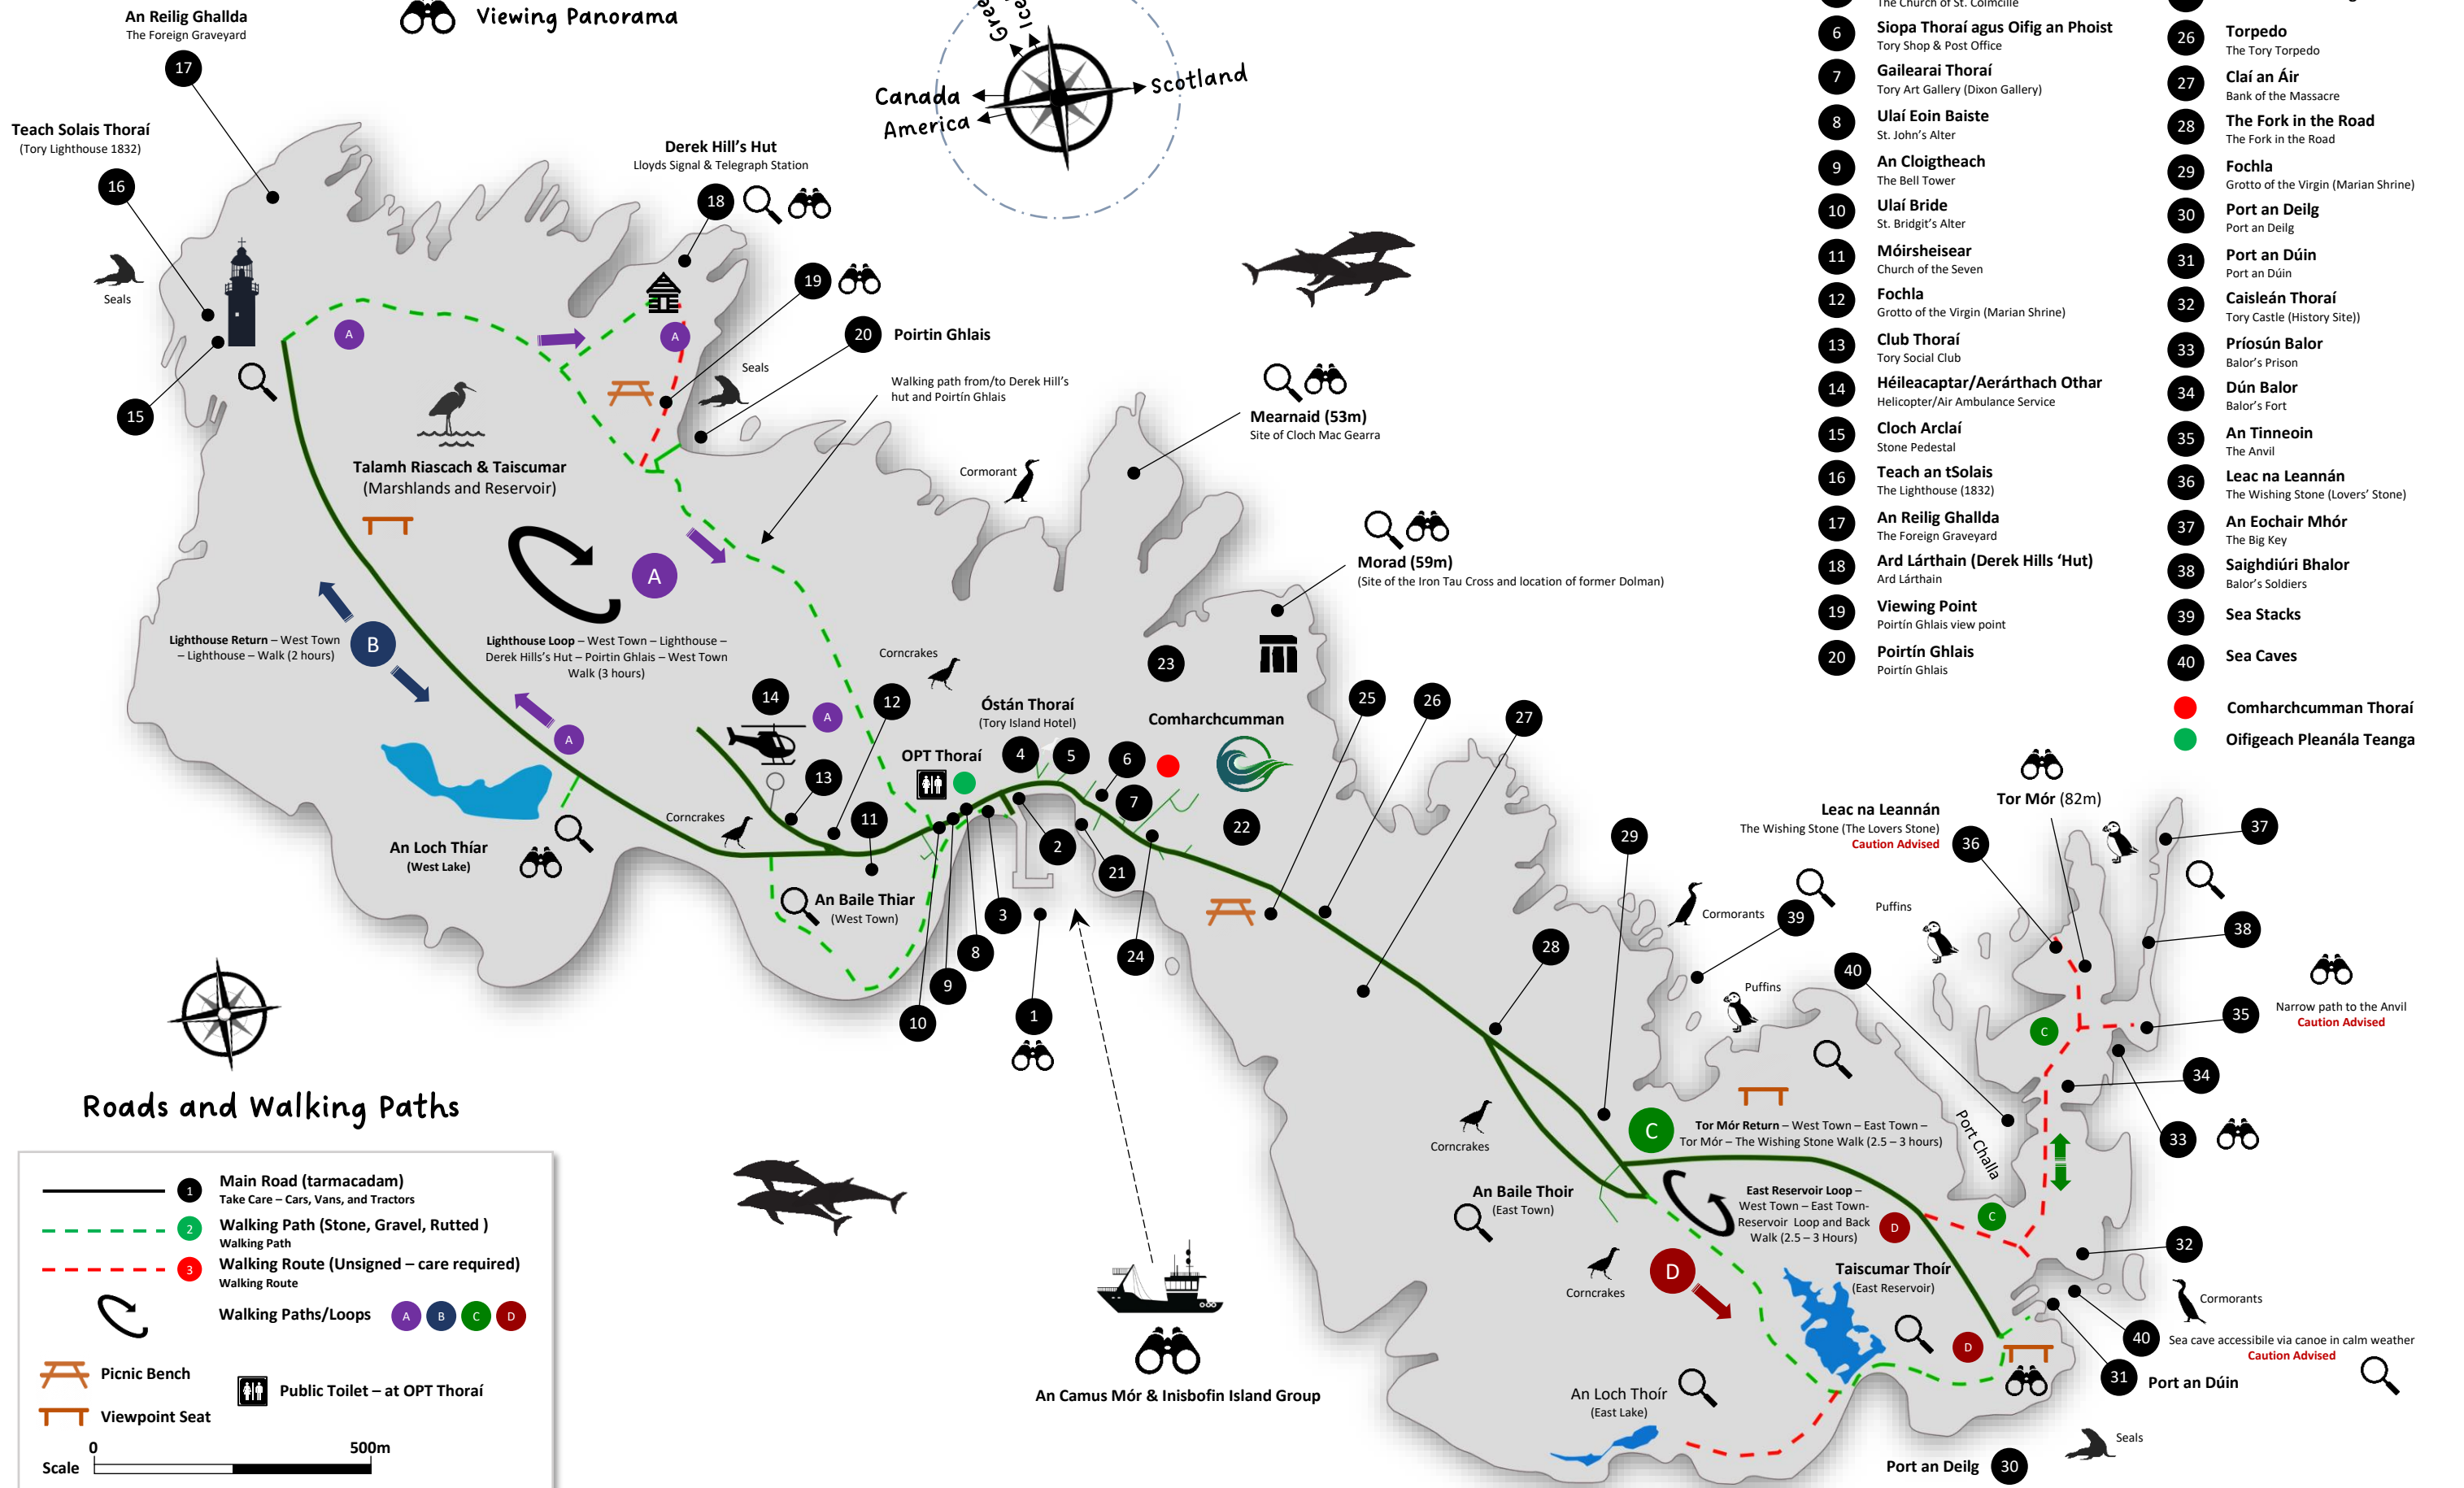 An Reilig Ghallda
The Foreign Graveyard
17
Teach Solais Thoraí
(Tory Lighthouse 1832)
16
Seals
15
Viewing Panorama
Canada
America
Scotland
Derek Hill's Hut
Lloyds Signal & Telegraph Station
18
19
20 Poirtin Ghlais
Seals
A
A
Walking path from/to Derek Hill's
hut and Poirtín Ghlais
Talamh Riascach & Taiscumar
(Marshlands and Reservoir)
Cormorant
Mearnaid (53m)
Site of Cloch Mac Gearra
Morad (59m)
(Site of the Iron Tau Cross and location of former Dolman)
A
B
Lighthouse Return – West Town
– Lighthouse – Walk (2 hours)
Lighthouse Loop – West Town – Lighthouse –
Derek Hills's Hut – Poirtin Ghlais – West Town
Walk (3 hours)
Corncrakes
23
14
A
12
A
13
Corncrakes
11
Óstán Thoraí
(Tory Island Hotel)
OPT Thoraí
4
5
6
7
Comharchcumman
22
25
26
27
An Loch Thíar
(West Lake)
An Baile Thiar
(West Town)
2
21
3
24
8
9
10
1
28
29
Cormorants
39
Puffins
Puffins
40
Leac na Leannán
The Wishing Stone (The Lovers Stone)
Caution Advised
36
Tor Mór (82m)
37
38
35
Narrow path to the Anvil
Caution Advised
C
34
33
Port Challa
C
Tor Mór Return – West Town – East Town –
Tor Mór – The Wishing Stone Walk (2.5 – 3 hours)
Corncrakes
An Baile Thoir
(East Town)
East Reservoir Loop –
West Town – East Town-
Reservoir Loop and Back
Walk (2.5 – 3 Hours)
D
C
32
Corncrakes
D
Taiscumar Thoír
(East Reservoir)
Cormorants
40
Sea cave accessibile via canoe in calm weather
Caution Advised
D
31 Port an Dúin
An Loch Thoír
(East Lake)
Seals
Port an Deilg 30
An Camus Mór & Inisbofin Island Group
Roads and Walking Paths
1 Main Road (tarmacadam)
Take Care – Cars, Vans, and Tractors
2 Walking Path (Stone, Gravel, Rutted )
Walking Path
3 Walking Route (Unsigned – care required)
Walking Route
Walking Paths/Loops A B C D
Picnic Bench
Public Toilet – at OPT Thoraí
Viewpoint Seat
0 500m
Scale
The Church of St. Colmcille
6 Siopa Thoraí agus Oifig an Phoist
Tory Shop & Post Office
7 Gailearai Thoraí
Tory Art Gallery (Dixon Gallery)
8 Ulaí Eoin Baiste
St. John's Alter
9 An Cloigtheach
The Bell Tower
10 Ulaí Bride
St. Bridgit's Alter
11 Móirsheisear
Church of the Seven
12 Fochla
Grotto of the Virgin (Marian Shrine)
13 Club Thoraí
Tory Social Club
14 Héileacaptar/Aerárthach Othar
Helicopter/Air Ambulance Service
15 Cloch Arclaí
Stone Pedestal
16 Teach an tSolais
The Lighthouse (1832)
17 An Reilig Ghallda
The Foreign Graveyard
18 Ard Lárthain (Derek Hills 'Hut)
Ard Lárthain
19 Viewing Point
Poirtín Ghlais view point
20 Poirtín Ghlais
Poirtín Ghlais
26 Torpedo
The Tory Torpedo
27 Claí an Áir
Bank of the Massacre
28 The Fork in the Road
The Fork in the Road
29 Fochla
Grotto of the Virgin (Marian Shrine)
30 Port an Deilg
Port an Deilg
31 Port an Dúin
Port an Dúin
32 Caisleán Thoraí
Tory Castle (History Site))
33 Príosún Balor
Balor's Prison
34 Dún Balor
Balor's Fort
35 An Tinneoin
The Anvil
36 Leac na Leannán
The Wishing Stone (Lovers' Stone)
37 An Eochair Mhór
The Big Key
38 Saighdiúri Bhalor
Balor's Soldiers
39 Sea Stacks
40 Sea Caves
Comharchcumman Thoraí
Oifigeach Pleanála Teanga